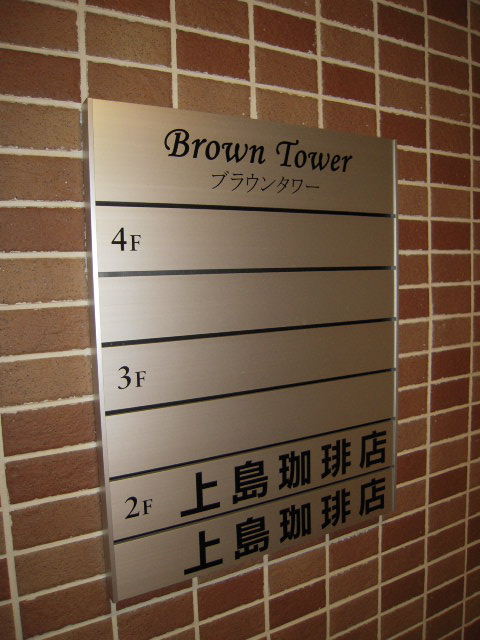 Brown Tower
ブラウンタワー
4F
3F
2F 上島珈琲店
上島珈琲店